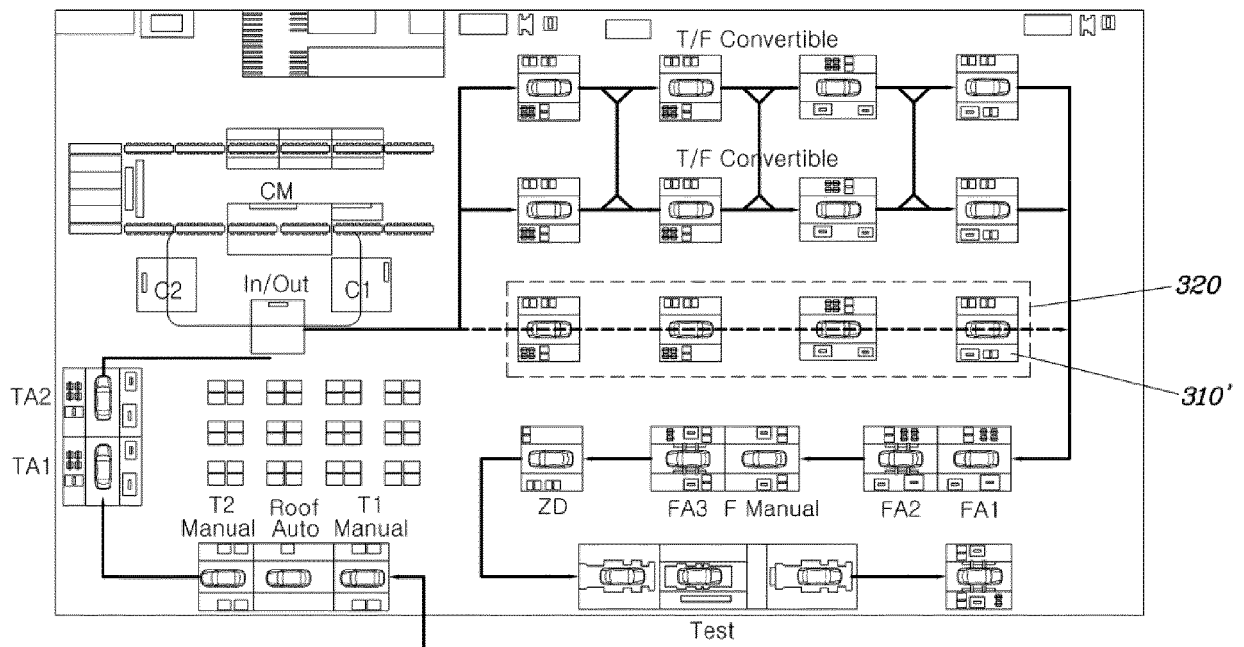 T/F Convertible
T/F Convertible
CM
C2
In/Out
C1
320
310'
TA2
TA1
T2 Manual
Roof Auto
T1 Manual
ZD
FA3
F Manual
FA2
FA1
Test